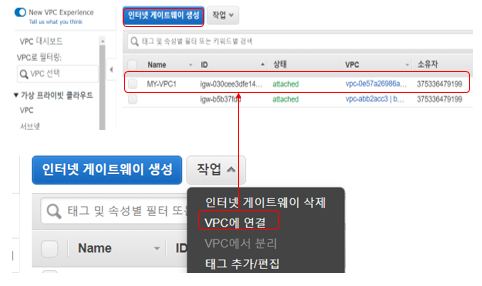 New VPC Experience
Tell us what you think
VPC 대시보드
VPC로 필터링:
VPC 선택
▼ 가상 프라이빗 클라우드
VPC
서브넷
인터넷 게이트웨이 생성
작업
태그 및 속성별 필터 또는 키워드별 검색
Name ID 상태 VPC 소유자
MY-VPC1 igw-030cee3dfe14... attached vpc-0e57a26986a... 375336479199
igw-b5b37fdd attached vpc-abb2acc3 | b... 375336479199
인터넷 게이트웨이 생성
작업
태그 및 속성별 필터 또는
Name ID
인터넷 게이트웨이 삭제
VPC에 연결
VPC에서 분리
태그 추가/편집